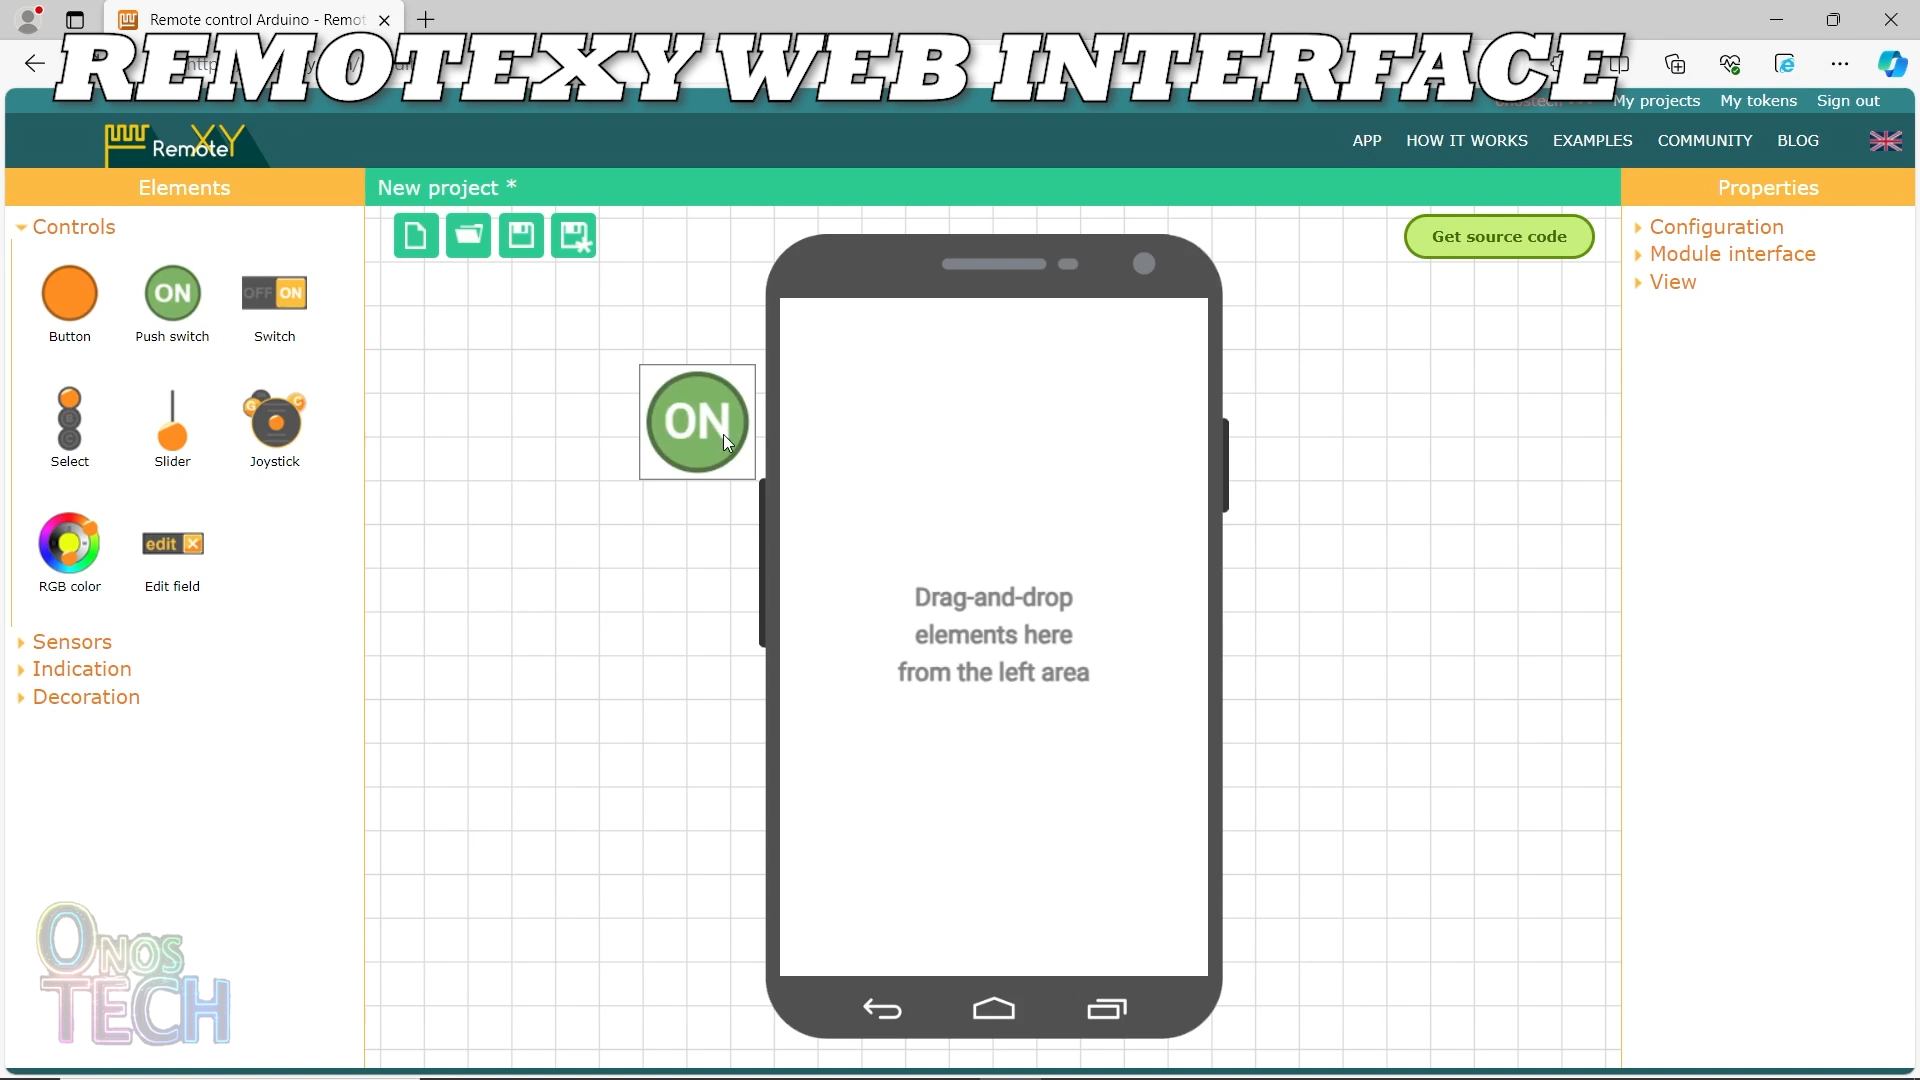 Remote control Arduino - Remot
REMOTEXY WEB INTERFACE
My projects
My tokens
Sign out
RemoteXY
APP
HOW IT WORKS
EXAMPLES
COMMUNITY
BLOG
Elements
New project *
Properties
Controls
Button
ON
Push switch
OFF ON
Switch
Select
Slider
G
C
Joystick
RGB color
edit
Edit field
Sensors
Indication
Decoration
Get source code
ON
Drag-and-drop
elements here
from the left area
Configuration
Module interface
View
ONOS
TECH